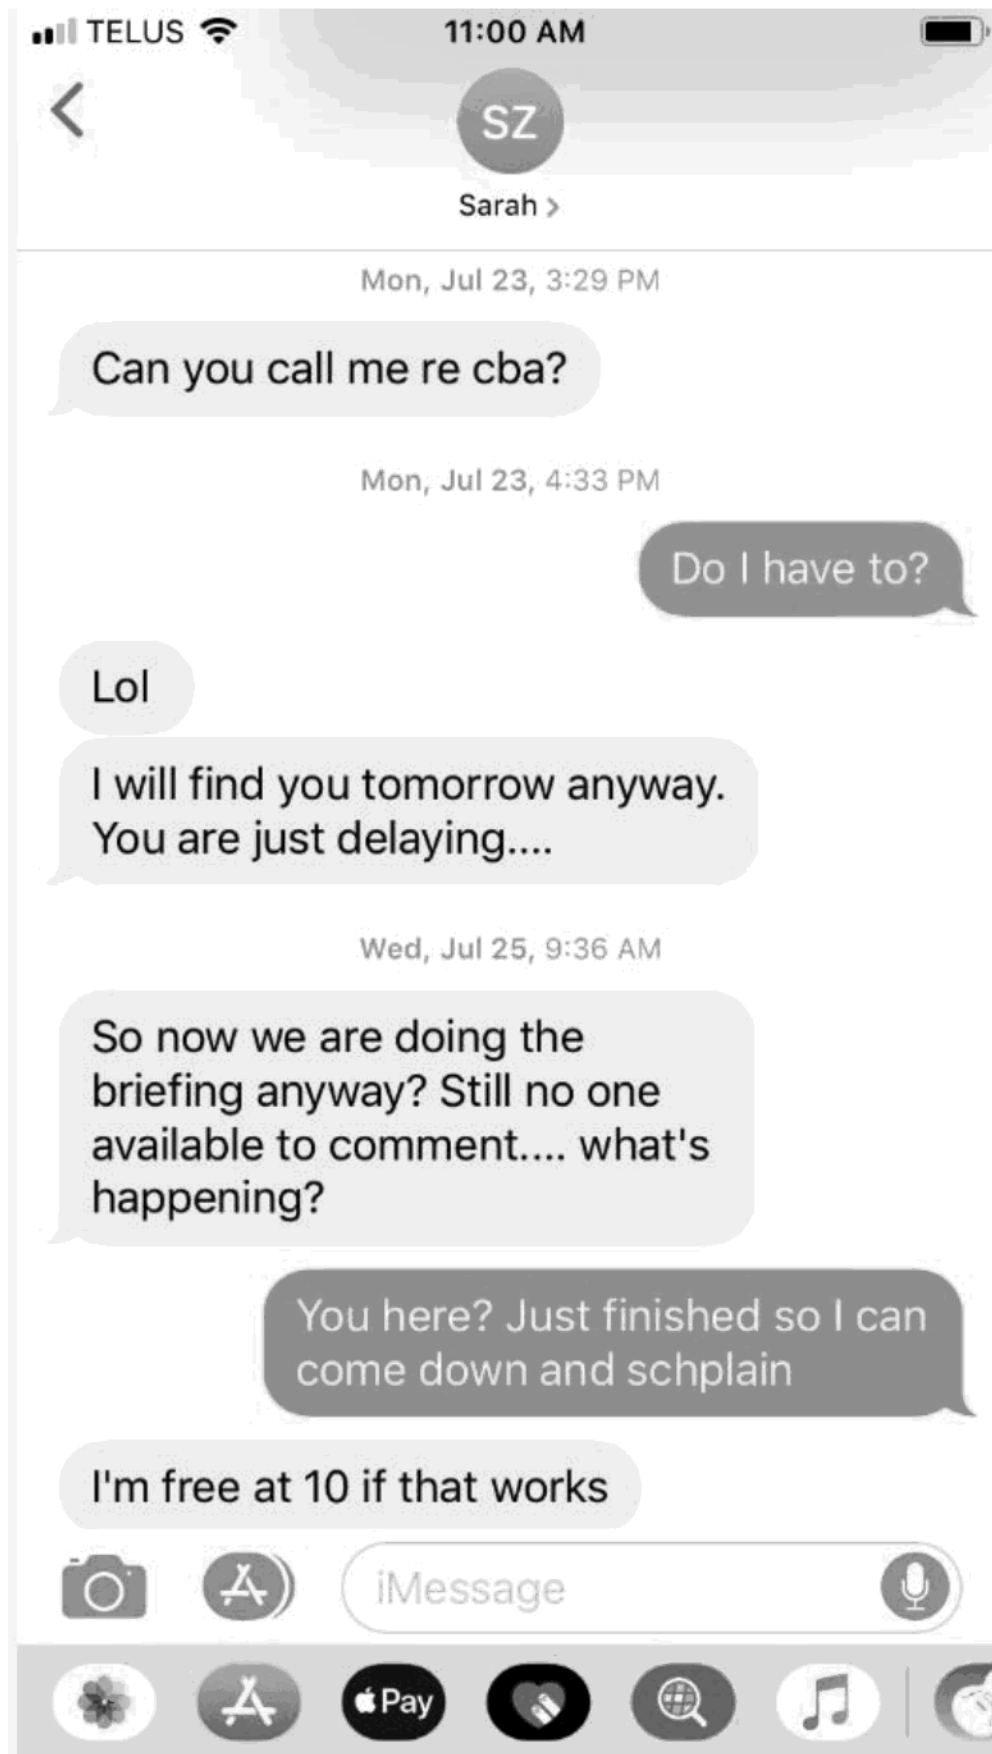 TELUS
11:00 AM
SZ
Sarah >
Mon, Jul 23, 3:29 PM
Can you call me re cba?
Mon, Jul 23, 4:33 PM
Do I have to?
Lol
I will find you tomorrow anyway.
You are just delaying....
Wed, Jul 25, 9:36 AM
So now we are doing the
briefing anyway? Still no one
available to comment.... what's
happening?
You here? Just finished so I can
come down and schplain
I'm free at 10 if that works
iMessage
Pay